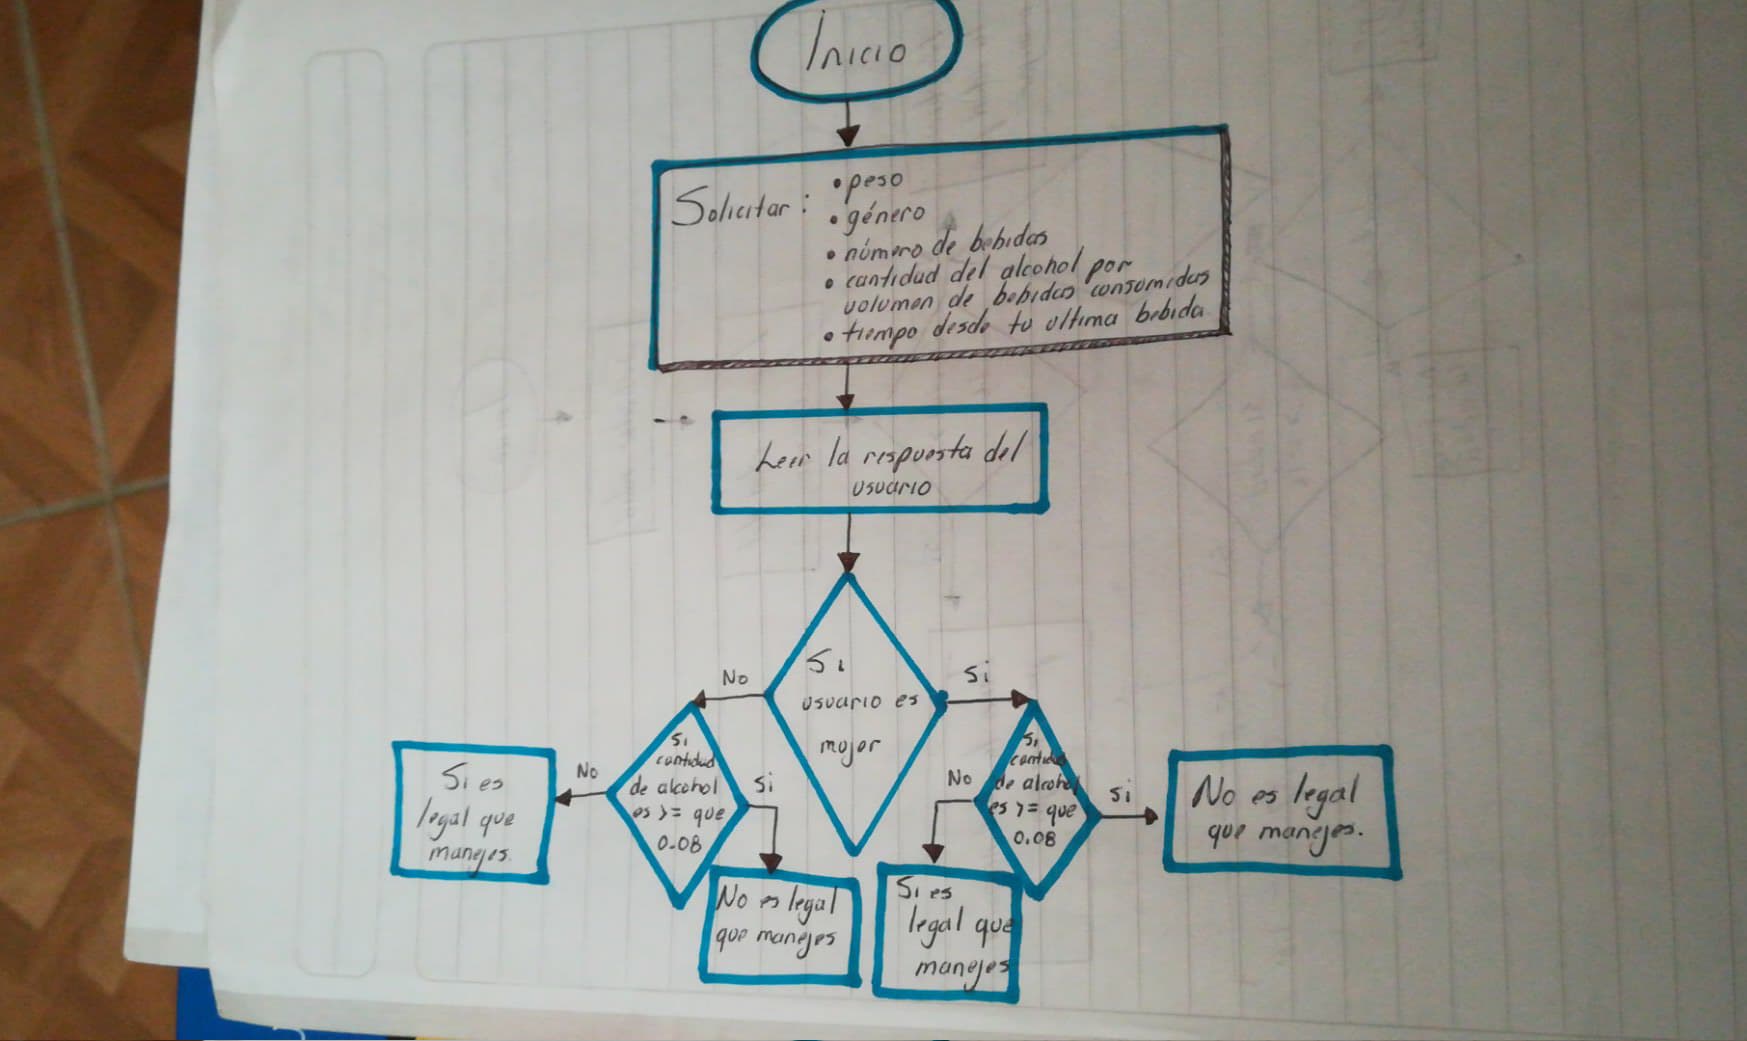 Inicio
Solicitar:
• peso
• género
• número de bebidas
• cantidad del alcohol por
volumen de bebidas consumidas
• tiempo desde tu ultima bebida
Leer la respuesta del
usuario
Si
usuario es
mujer
No
Si
Si
cantidad
de alcohol
es >= que
0.08
No
Si
Si es
legal que
manejes.
No es legal
que manejes
Si
cantidad
de alcohol
es >= que
0.08
No
Si
Si es
legal que
manejes
No es legal
que manejes.